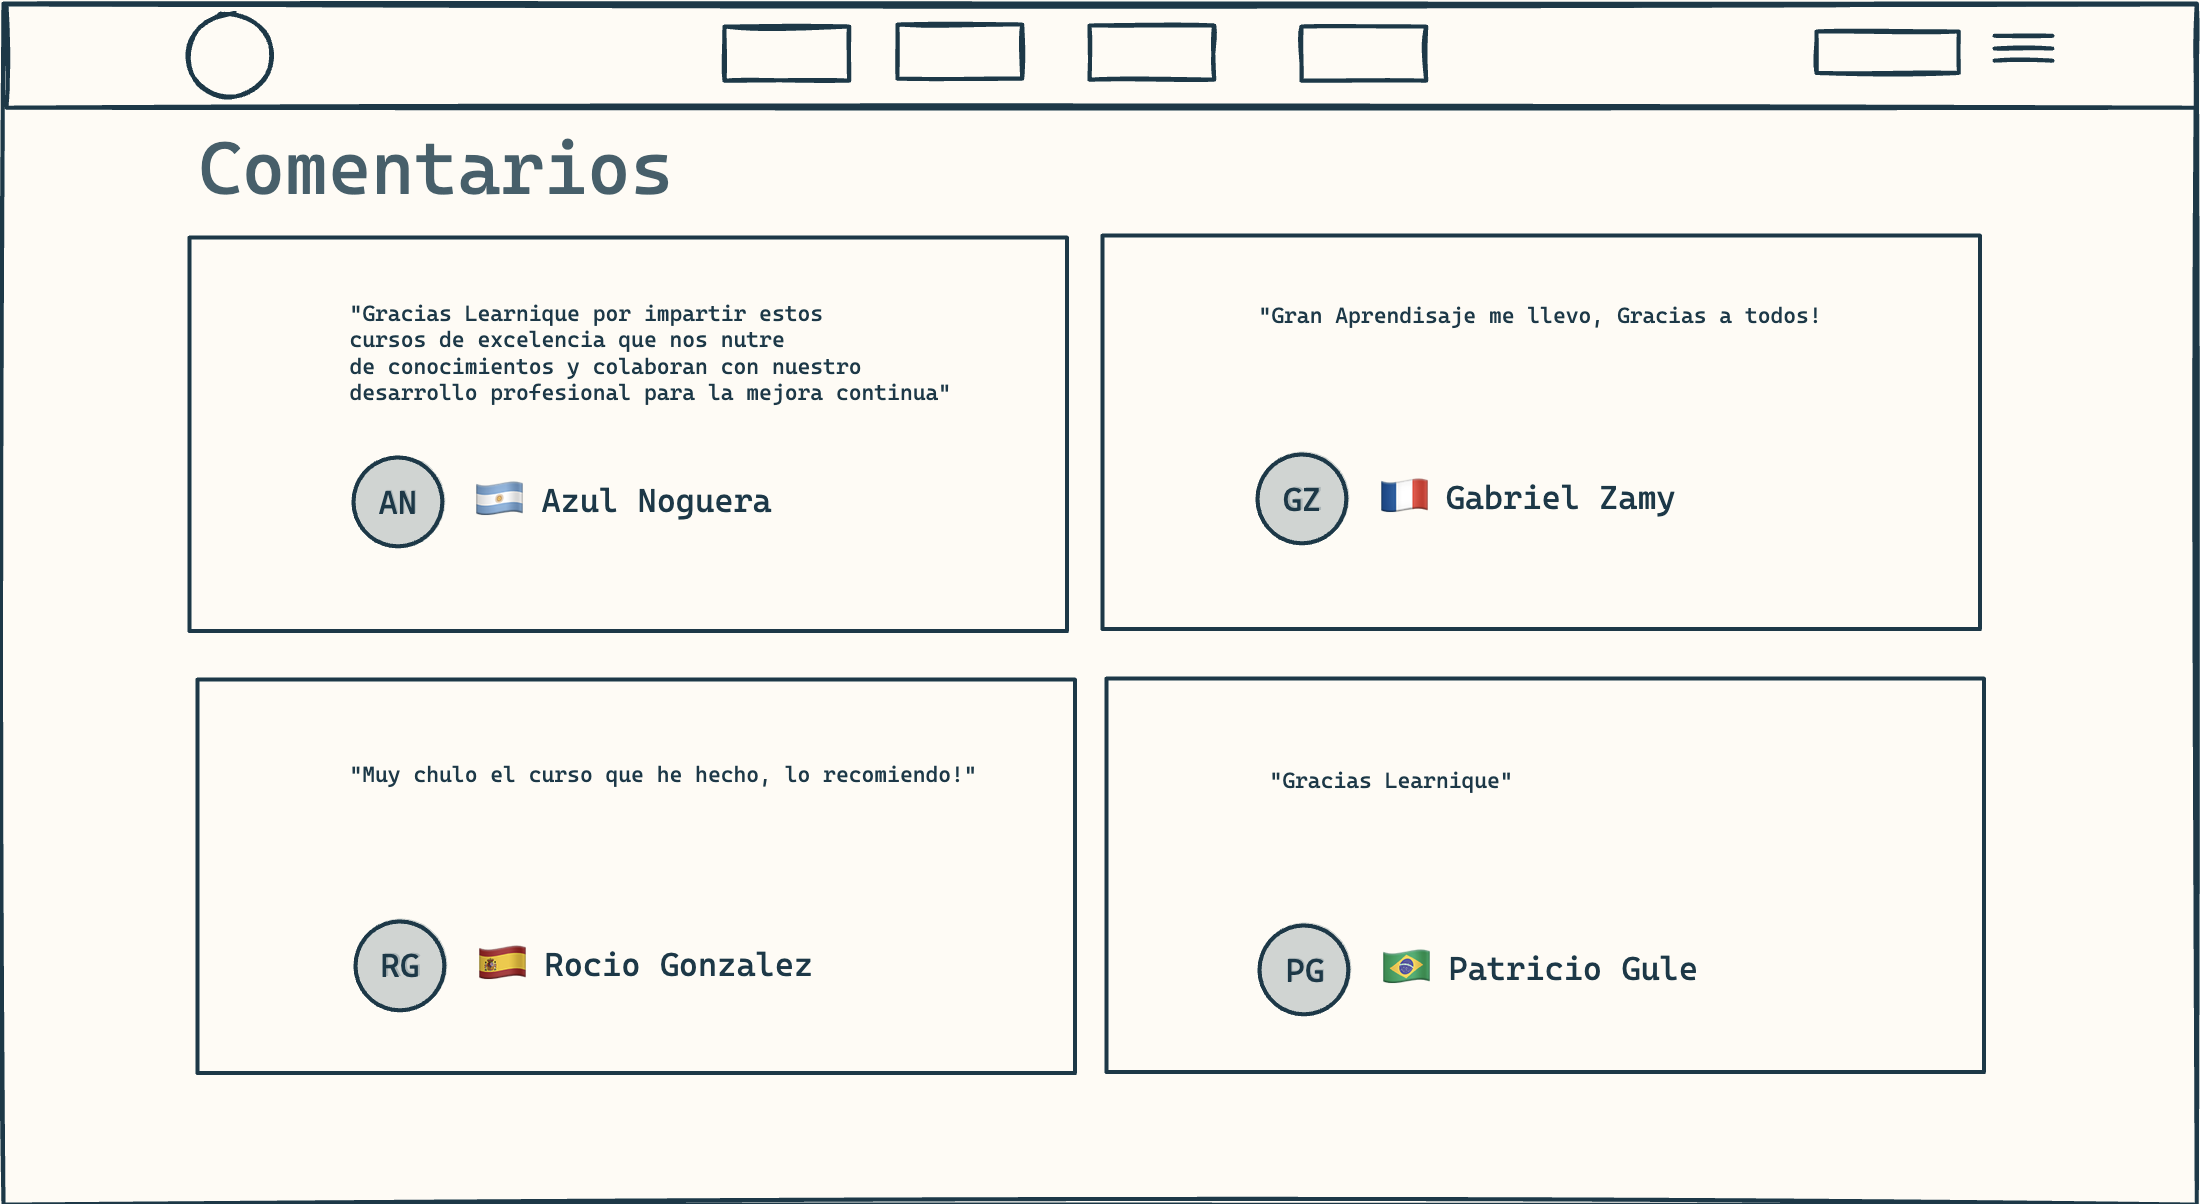 Comentarios
"Gracias Learnique por impartir estos
cursos de excelencia que nos nutre
de conocimientos y colaboran con nuestro
desarrollo profesional para la mejora continua"
AN Azul Noguera
"Gran Aprendisaje me llevo, Gracias a todos!
GZ Gabriel Zamy
"Muy chulo el curso que he hecho, lo recomiendo!"
RG Rocio Gonzalez
"Gracias Learnique"
PG Patricio Gule